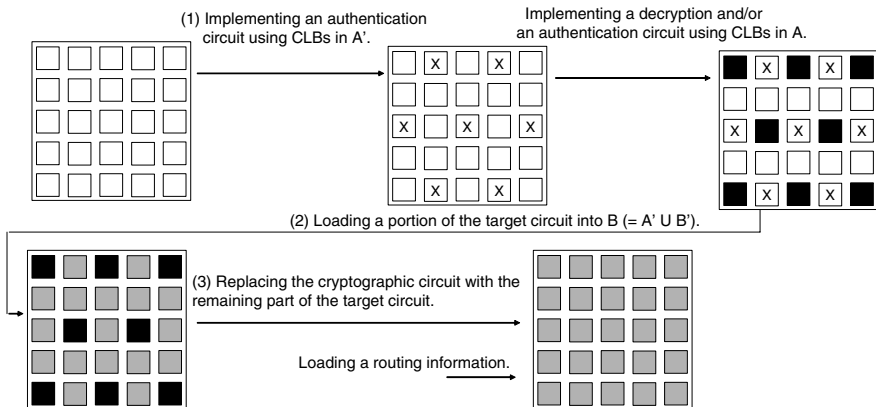 (1) Implementing an authentication
circuit using CLBs in A'.
Implementing a decryption and/or
an authentication circuit using CLBs in A.
X X
X X X
X X
X X
X X X
X X
(2) Loading a portion of the target circuit into B (= A' U B').
(3) Replacing the cryptographic circuit with the
remaining part of the target circuit.
Loading a routing information.